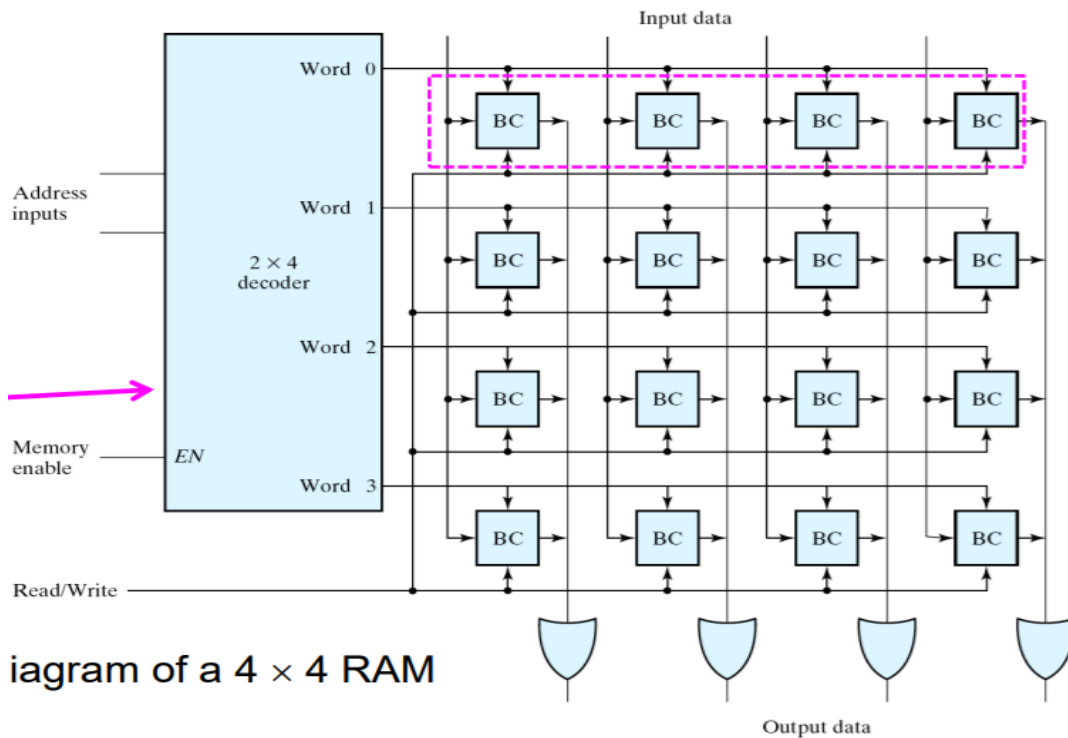 Input data
Word 0
BC BC BC BC
Address
inputs
Word 1
2 × 4
decoder
BC BC BC BC
Word 2
BC BC BC BC
Memory
enable
EN
Word 3
BC BC BC BC
Read/Write
iagram of a 4 × 4 RAM
Output data